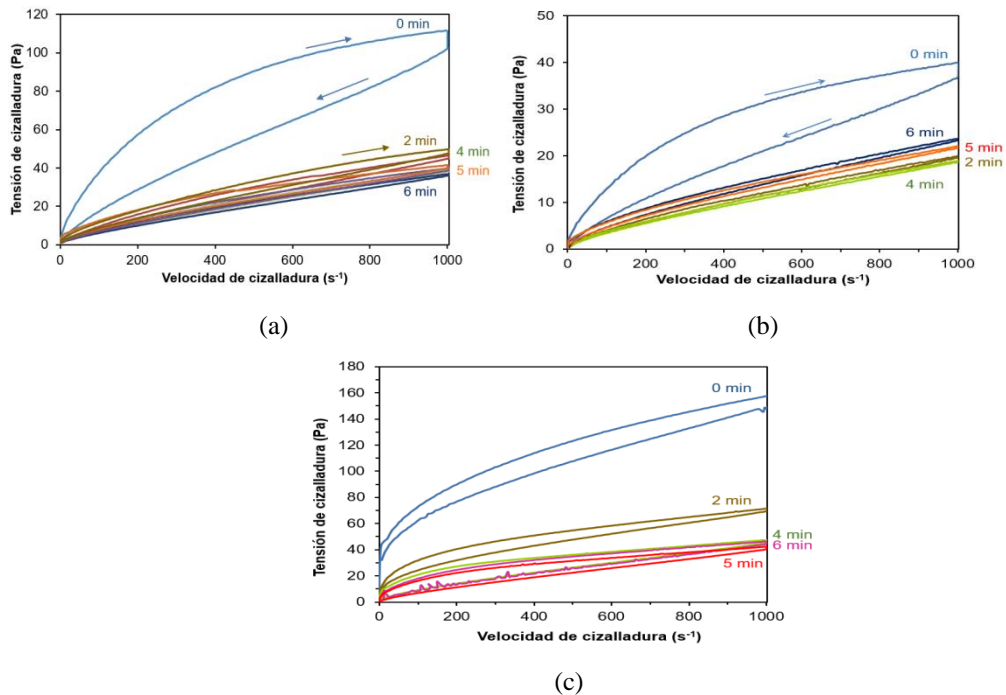 120
100
80
60
40
20
0
Tensión de cizalladura (Pa)
0 min
2 min
4 min
5 min
6 min
0 200 400 600 800 1000
Velocidad de cizalladura (s⁻¹)
(a)
50
40
30
20
10
0
Tensión de cizalladura (Pa)
0 min
6 min
5 min
2 min
4 min
0 200 400 600 800 1000
Velocidad de cizalladura (s⁻¹)
(b)
180
160
140
120
100
80
60
40
20
0
Tensión de cizalladura (Pa)
0 min
2 min
4 min
6 min
5 min
0 200 400 600 800 1000
Velocidad de cizalladura (s⁻¹)
(c)